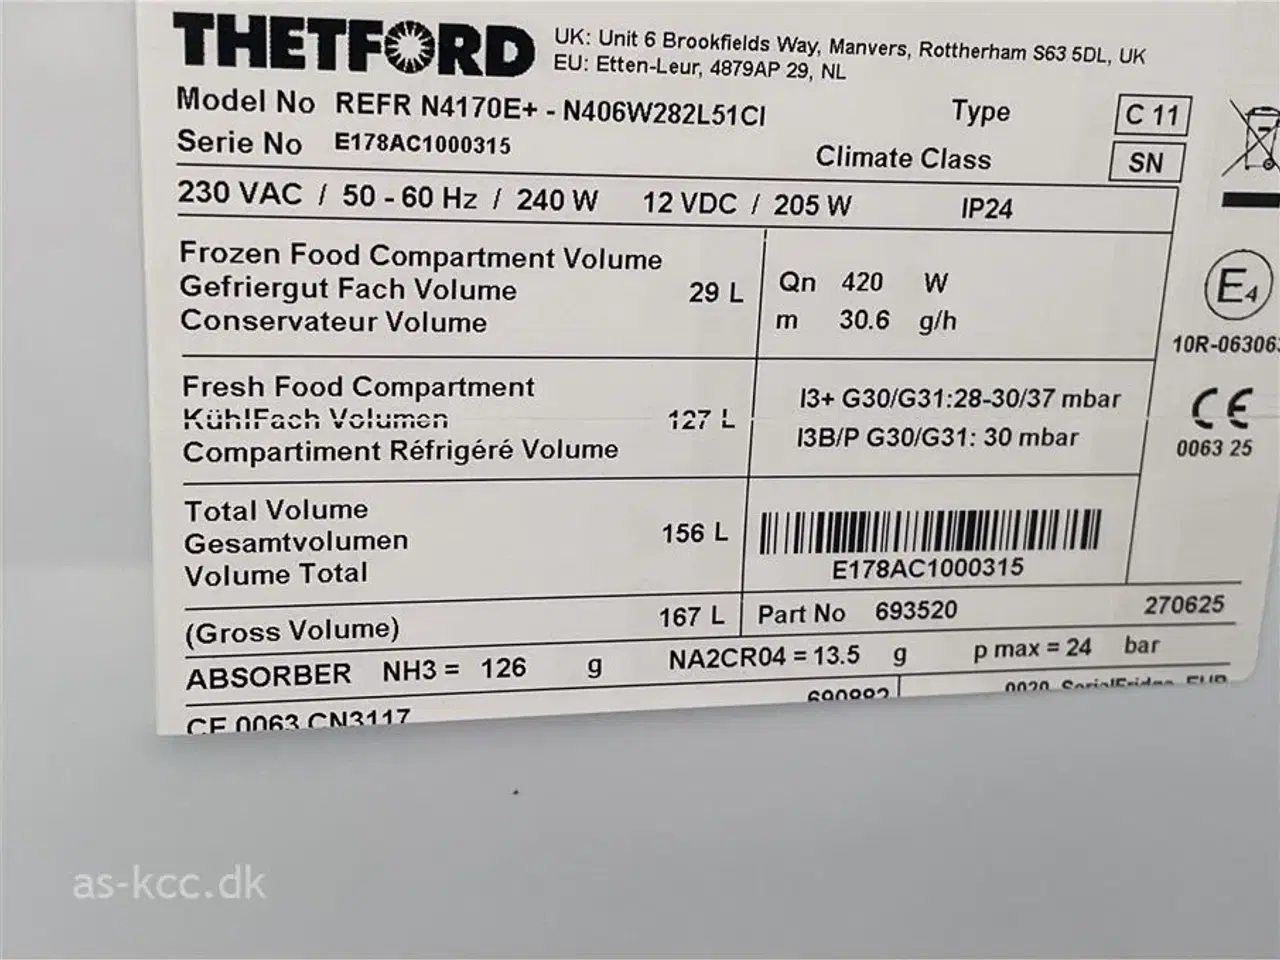 THETFORD
UK: Unit 6 Brookfields Way, Manvers, Rottherham S63 5DL, UK
EU: Etten-Leur, 4879AP 29, NL
Model No REFR N4170E+ - N406W282L51CI
Type C 11
Serie No E178AC1000315
Climate Class SN
230 VAC / 50 - 60 Hz / 240 W 12 VDC / 205 W IP24
Frozen Food Compartment Volume
Gefriergut Fach Volume 29 L
Conservateur Volume
Qn 420 W
m 30.6 g/h
E4
10R-06306
Fresh Food Compartment
KühlFach Volumen 127 L
Compartiment Réfrigéré Volume
I3+ G30/G31:28-30/37 mbar
I3B/P G30/G31: 30 mbar
CE
0063 25
Total Volume
Gesamtvolumen 156 L
Volume Total
E178AC1000315
(Gross Volume) 167 L
Part No 693520 270625
ABSORBER NH3 = 126 g NA2CR04 = 13.5 g p max = 24 bar
CE 0063 CN3117 690892 0020 SerialFridge EUR
as-kcc.dk